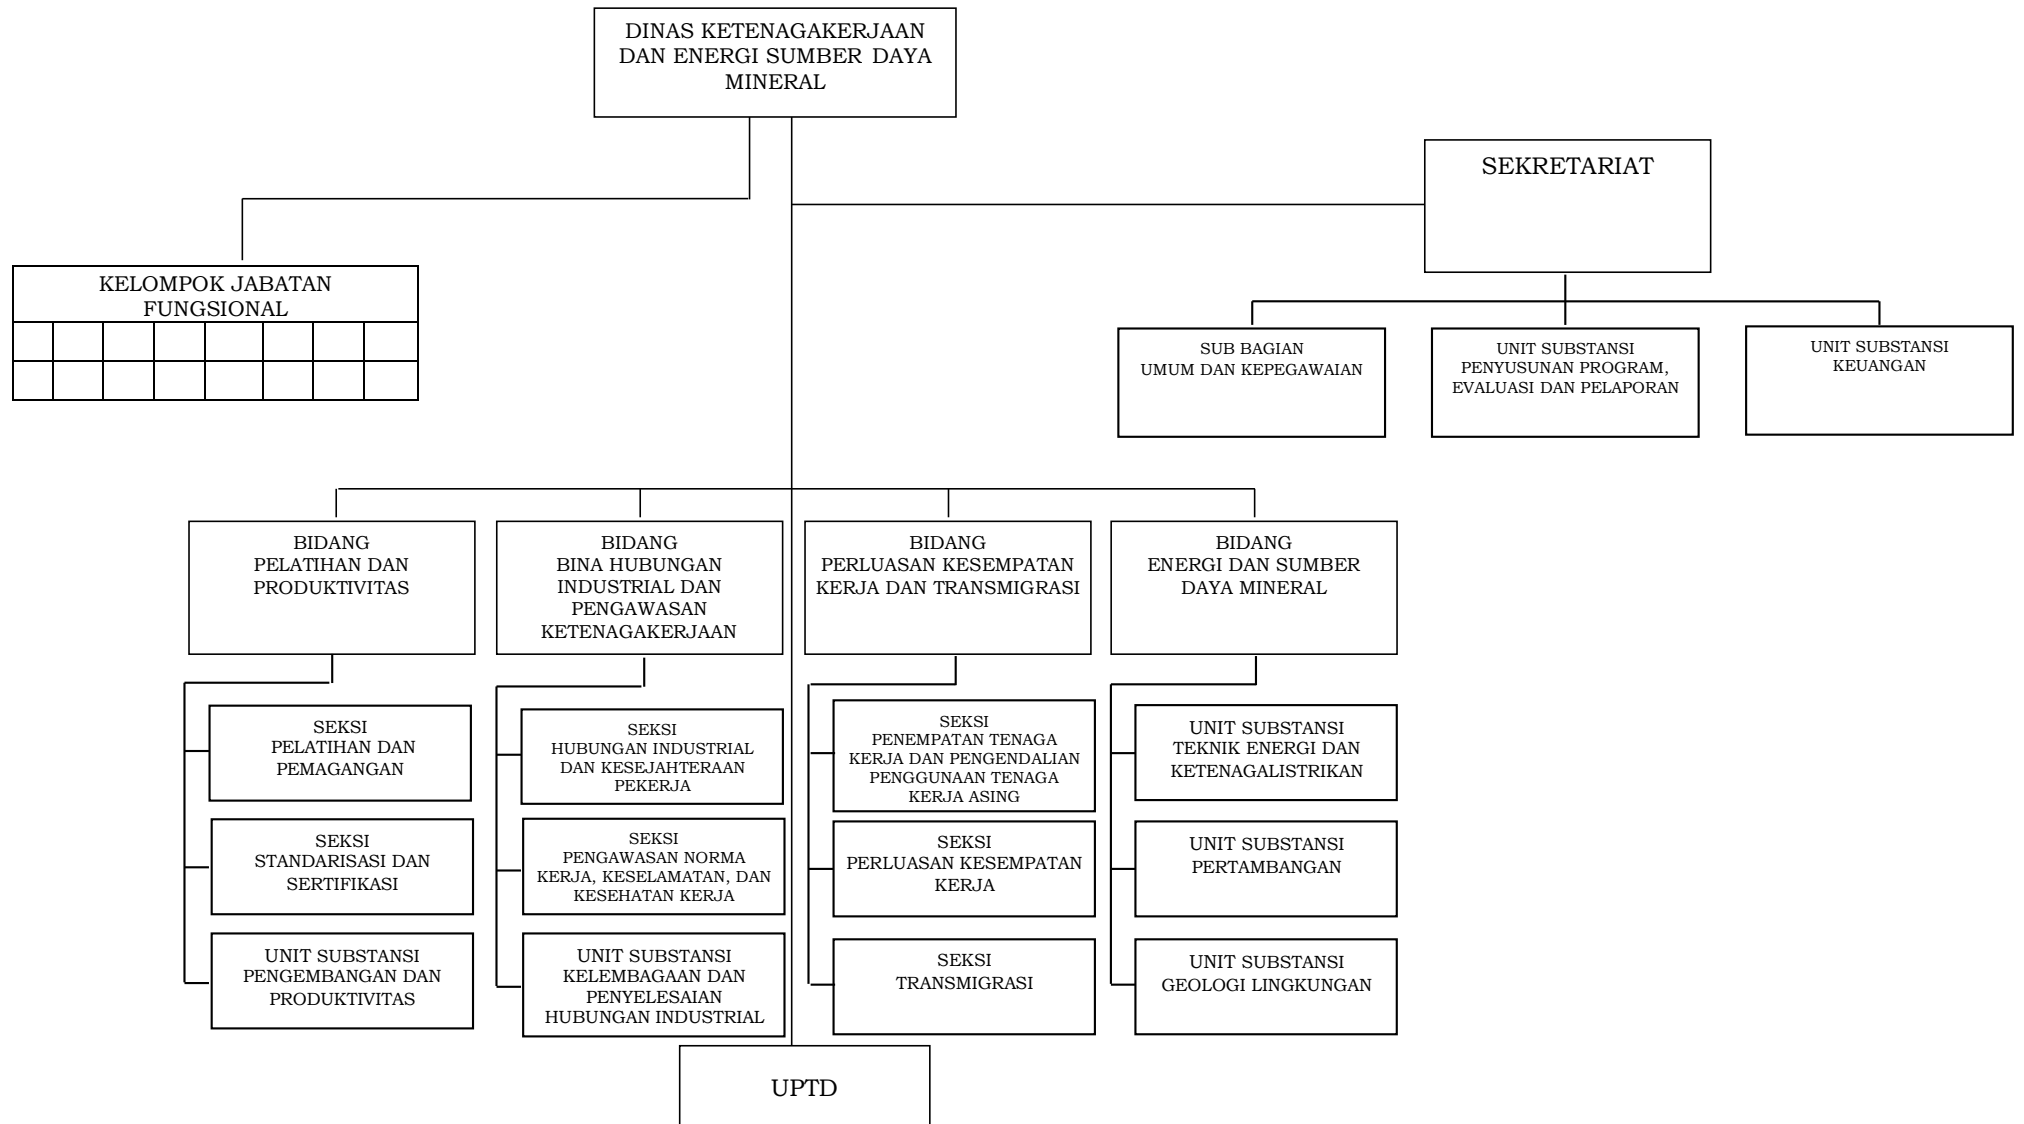 DINAS KETENAGAKERJAAN
DAN ENERGI SUMBER DAYA
MINERAL
SEKRETARIAT
KELOMPOK JABATAN
FUNGSIONAL
SUB BAGIAN
UMUM DAN KEPEGAWAIAN
UNIT SUBSTANSI
PENYUSUNAN PROGRAM,
EVALUASI DAN PELAPORAN
UNIT SUBSTANSI
KEUANGAN
BIDANG
PELATIHAN DAN
PRODUKTIVITAS
BIDANG
BINA HUBUNGAN
INDUSTRIAL DAN
PENGAWASAN
KETENAGAKERJAAN
BIDANG
PERLUASAN KESEMPATAN
KERJA DAN TRANSMIGRASI
BIDANG
ENERGI DAN SUMBER
DAYA MINERAL
SEKSI
PELATIHAN DAN
PEMAGANGAN
SEKSI
HUBUNGAN INDUSTRIAL
DAN KESEJAHTERAAN
PEKERJA
SEKSI
PENEMPATAN TENAGA
KERJA DAN PENGENDALIAN
PENGGUNAAN TENAGA
KERJA ASING
UNIT SUBSTANSI
TEKNIK ENERGI DAN
KETENAGALISTRIKAN
SEKSI
STANDARISASI DAN
SERTIFIKASI
SEKSI
PENGAWASAN NORMA
KERJA, KESELAMATAN, DAN
KESEHATAN KERJA
SEKSI
PERLUASAN KESEMPATAN
KERJA
UNIT SUBSTANSI
PERTAMBANGAN
UNIT SUBSTANSI
PENGEMBANGAN DAN
PRODUKTIVITAS
UNIT SUBSTANSI
KELEMBAGAAN DAN
PENYELESAIAN
HUBUNGAN INDUSTRIAL
SEKSI
TRANSMIGRASI
UNIT SUBSTANSI
GEOLOGI LINGKUNGAN
UPTD